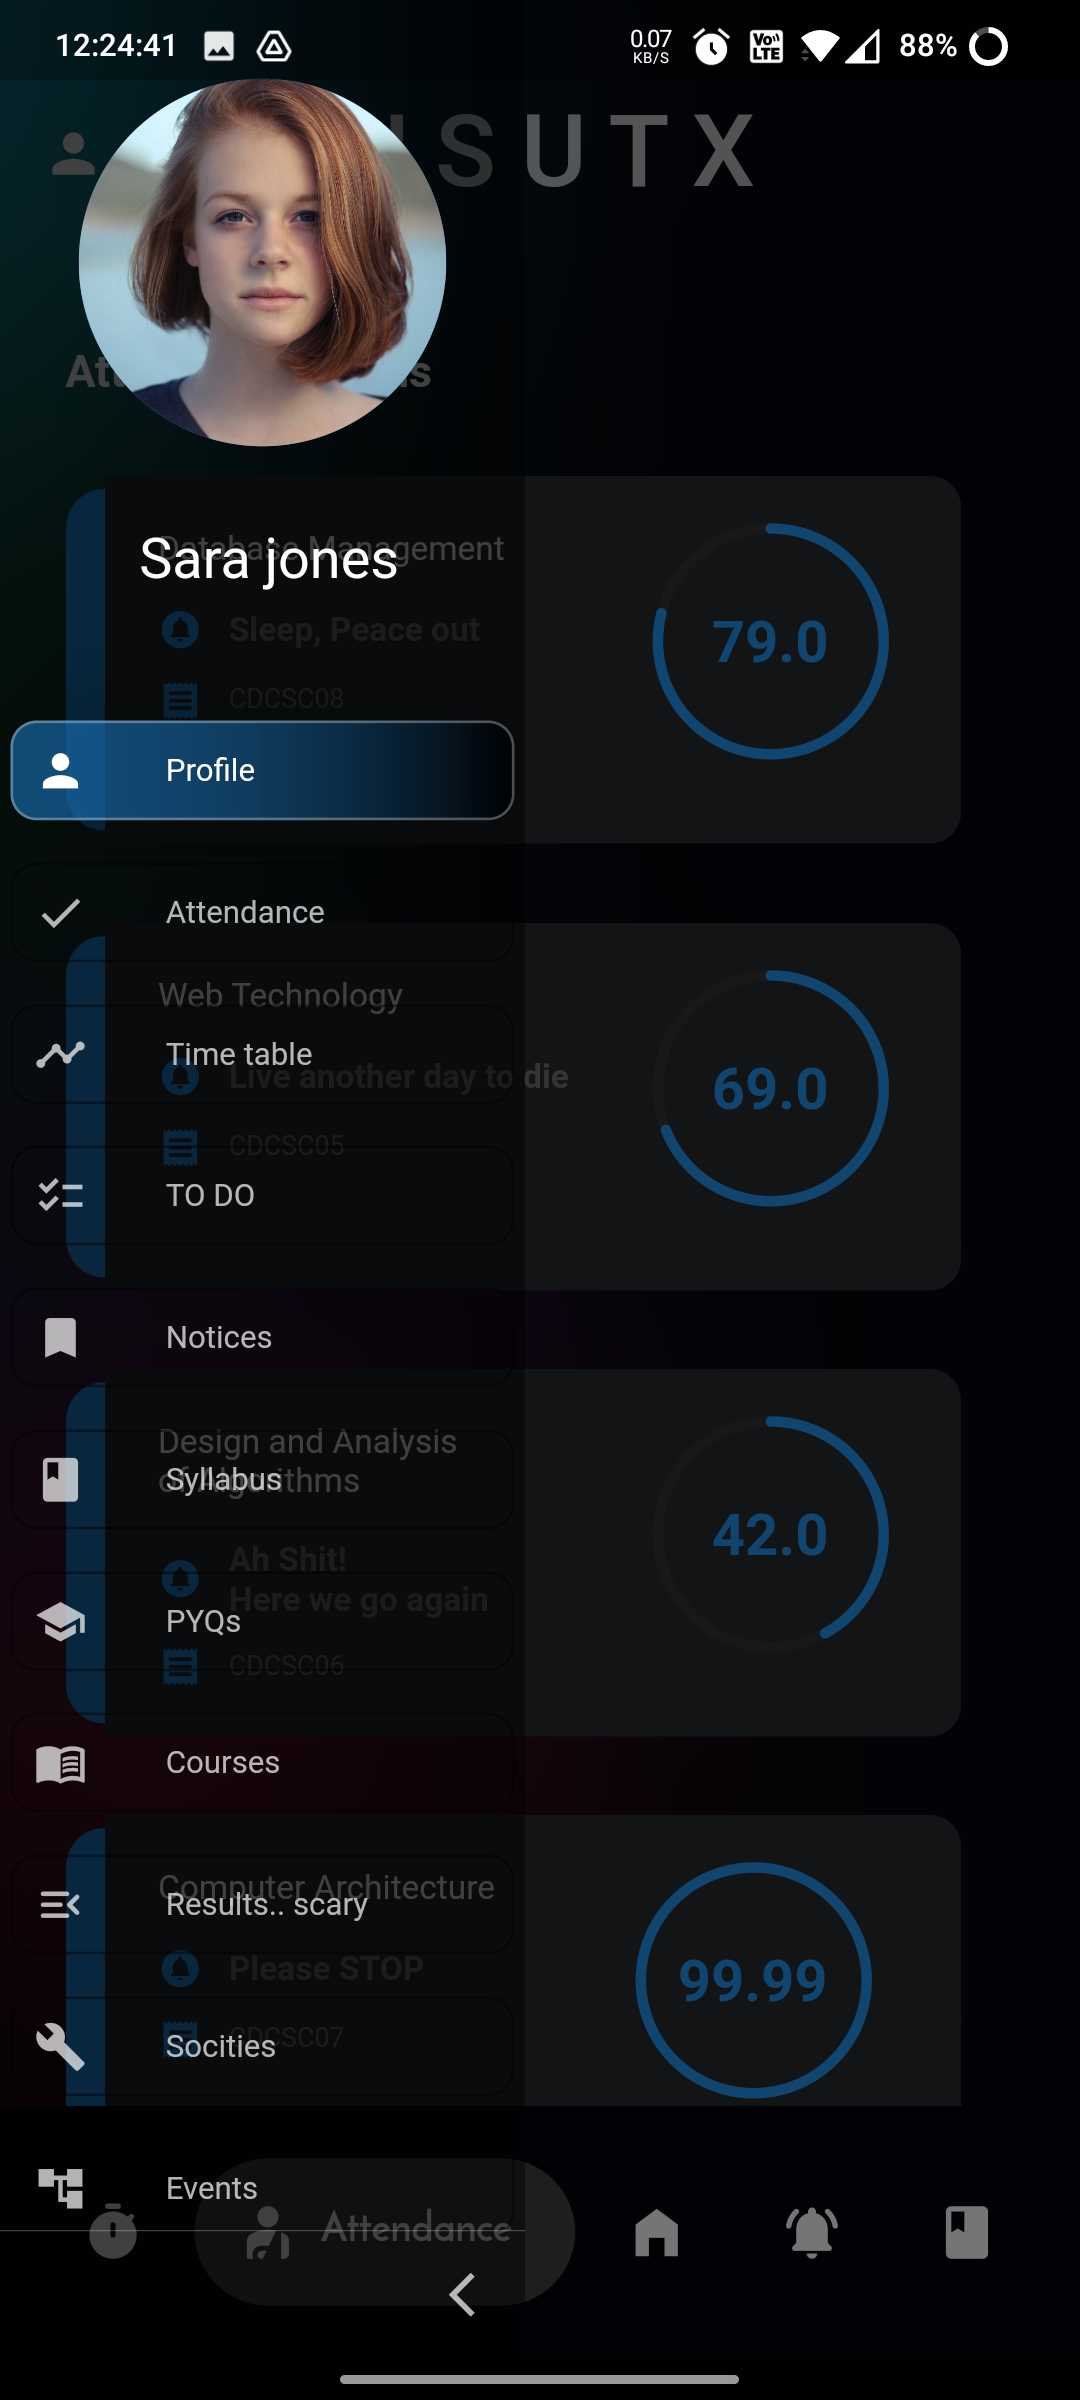 12:24:41
0.07
KB/S
Vo))
LTE
88%
S U T X
Att
s
Database Management
Sara jones
Sleep, Peace out
79.0
CDCSC08
Profile
Attendance
Web Technology
Time table
Live another day to die
69.0
CDCSC05
TO DO
Notices
Design and Analysis
of Algorithms
Syllabus
42.0
Ah Shit!
Here we go again
PYQs
CDCSC06
Courses
Computer Architecture
Results.. scary
Please STOP
99.99
CDCSC07
Socities
Events
Attendance